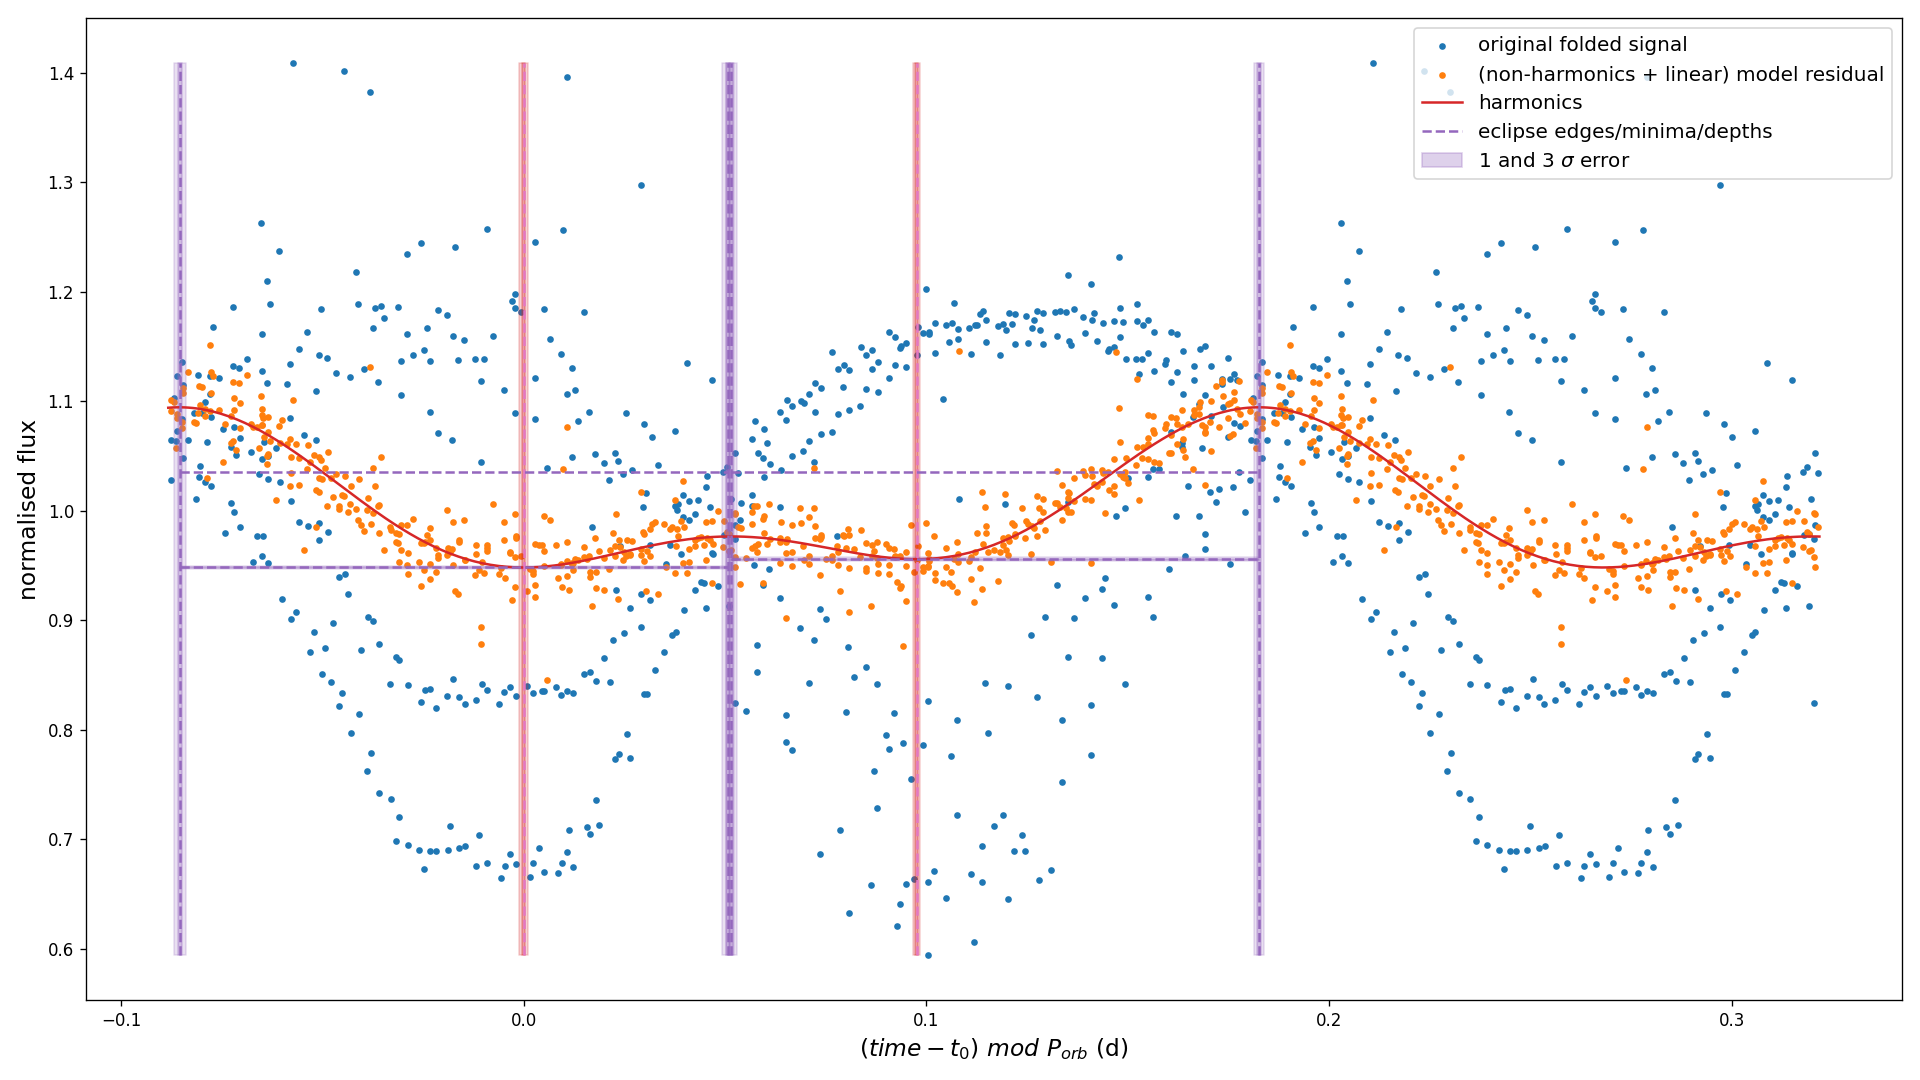 normalised flux
1.4
1.3
1.2
1.1
1.0
0.9
0.8
0.7
0.6
−0.1
0.0
0.1
0.2
0.3
(time − t₀) mod Pₒᵣb (d)
original folded signal
(non-harmonics + linear) model residual
harmonics
eclipse edges/minima/depths
1 and 3 σ error